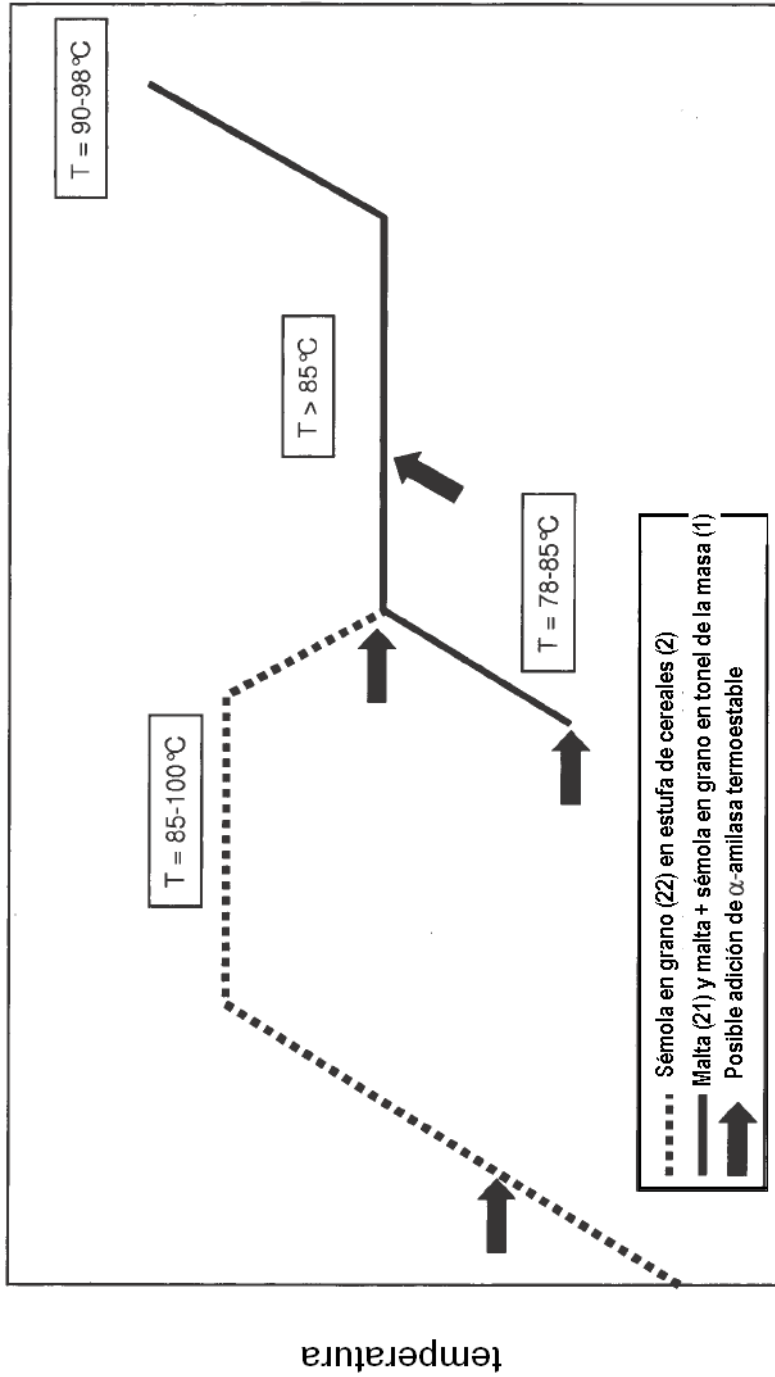 T = 90-98°C
T > 85°C
T = 85-100°C
T = 78-85°C
Sémola en grano (22) en estufa de cereales (2)
Malta (21) y malta + sémola en grano en tonel de la masa (1)
Posible adición de α-amilasa termoestable
temperatura